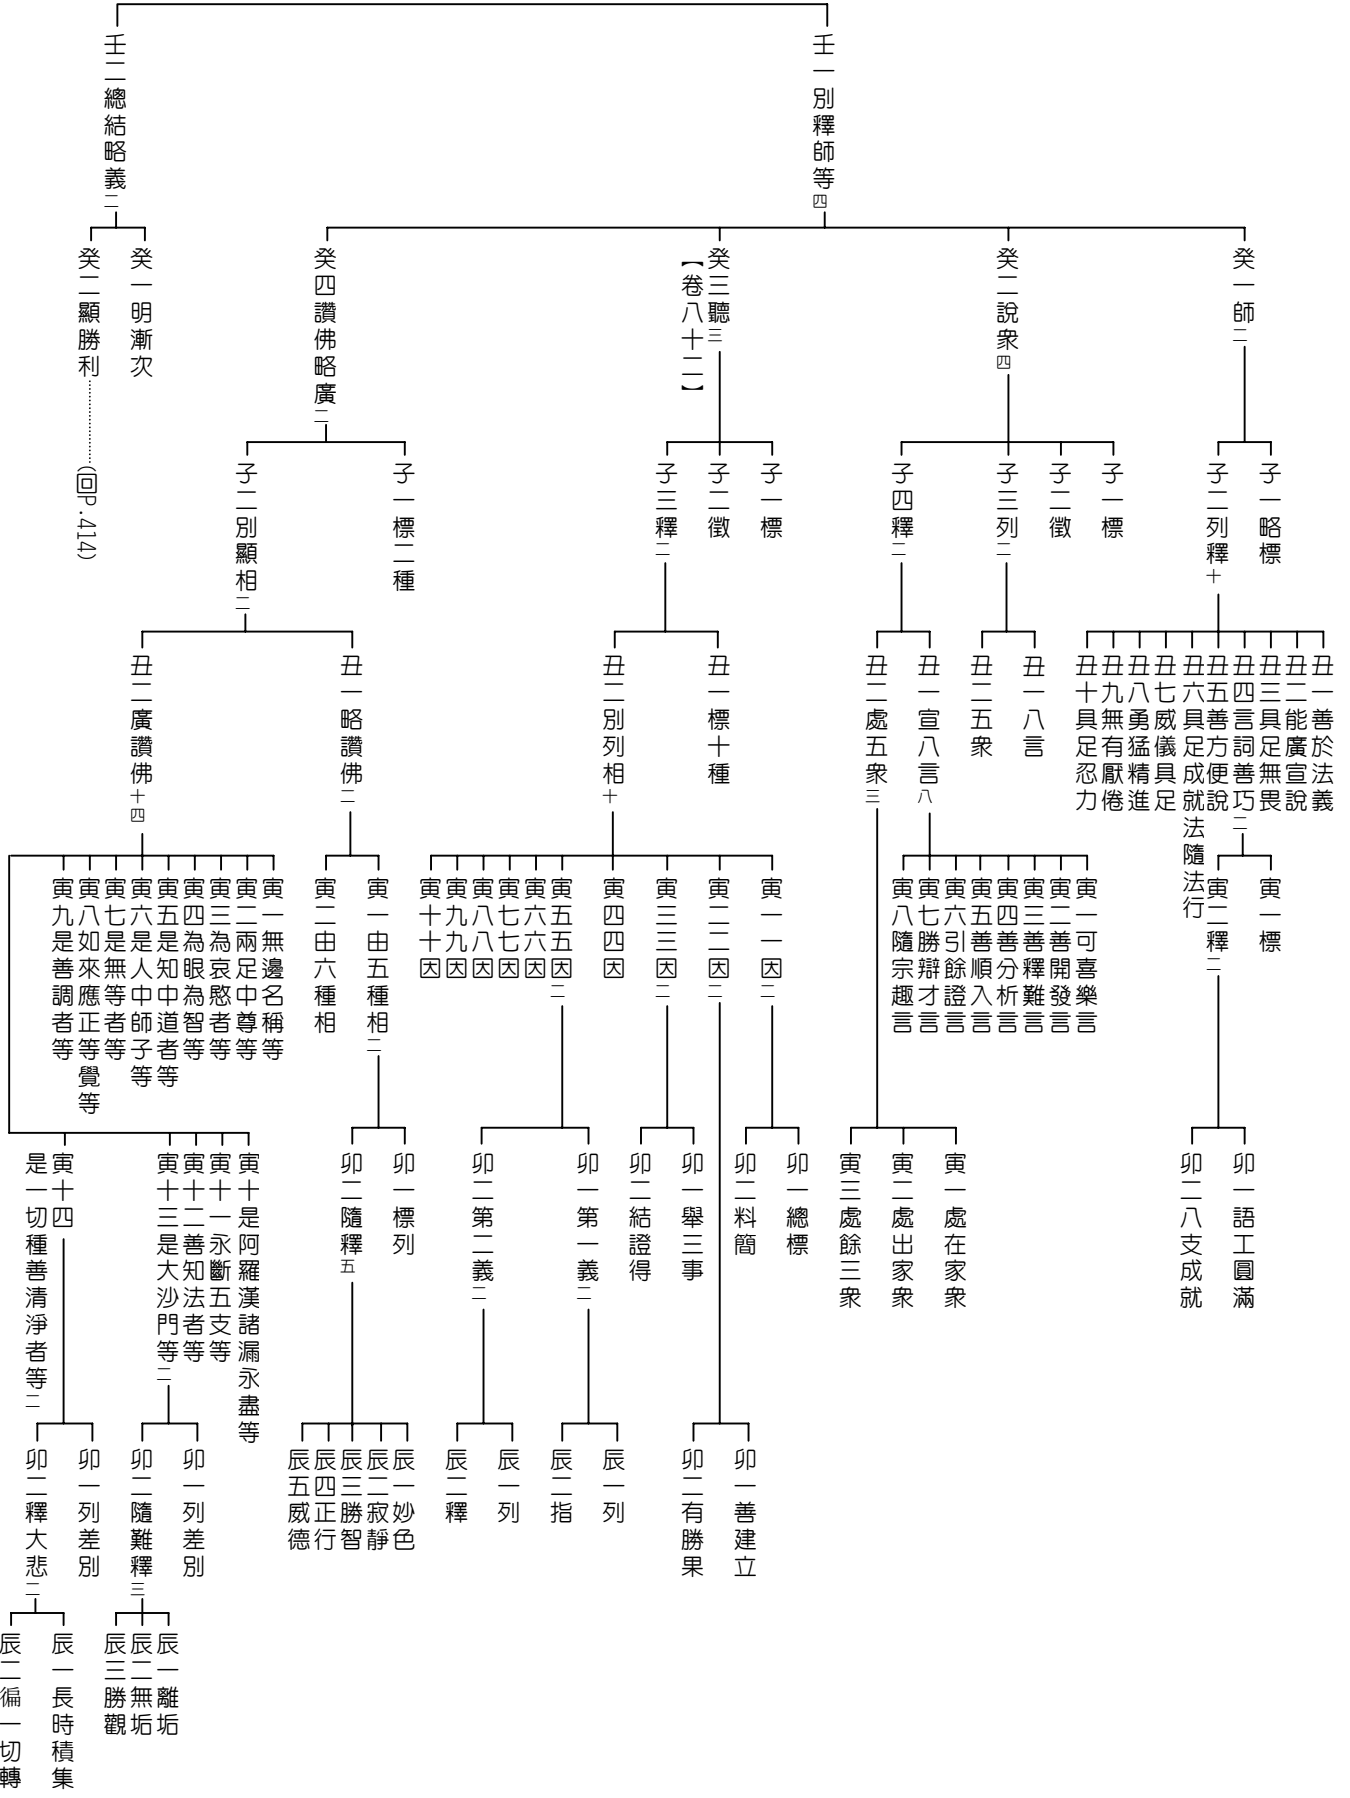 壬一別釋師等四
癸一師二
子一略標
子二列釋十
丑一善於法義
丑二能廣宣說
丑三具足無畏
丑四言詞善巧二
寅一標
寅二釋二
卯一語工圓滿
卯二八支成就
丑五善方便說
丑六具足成就法隨法行
丑七威儀具足
丑八勇猛精進
丑九無有厭倦
丑十具足忍力
癸二說衆四
子一標
子二徵
子三列二
丑一八言
丑二五衆
子四釋二
丑一宣八言八
寅一可喜樂言
寅二善開發言
寅三善釋難言
寅四善分析言
寅五善順入言
寅六引餘證言
寅七勝辯才言
寅八隨宗趣言
丑二處五衆三
寅一處在家衆
寅二處出家衆
寅三處餘三衆
癸三聽三
【卷八十二】
子一標
子二徵
子三釋二
丑一標十種
丑二別列相十
寅一一因二
卯一總標
卯二料簡
寅二二因二
卯一善建立
卯二有勝果
寅三三因二
卯一舉三事
卯二結證得
寅四四因
寅五五因二
卯一第一義二
辰一列
辰二指
卯二第二義二
辰一列
辰二釋
寅六六因
寅七七因
寅八八因
寅九九因
寅十十因
癸四讚佛略廣二
子一標二種
子二別顯相二
丑一略讚佛二
寅一由五種相二
卯一標列
卯二隨釋五
辰一妙色
辰二寂靜
辰三勝智
辰四正行
辰五威德
寅二由六種相
丑二廣讚佛十四
寅一無邊名稱等
寅二兩足中尊等
寅三為哀愍者等
寅四為眼為智等
寅五是知中道者等
寅六是人中師子等
寅七是無等者等
寅八如來應正等覺等
寅九是善調者等
寅十是阿羅漢諸漏永盡等
寅十一永斷五支等
寅十二善知法者等
寅十三是大沙門等二
卯一列差別
卯二隨難釋三
辰一離垢
辰二無垢
辰三勝觀
寅十四
是一切種善清淨者等二
卯一列差別
卯二釋大悲二
辰一長時積集
辰二徧一切轉
壬二總結略義二
癸一明漸次
癸二顯勝利…………(回P.414)